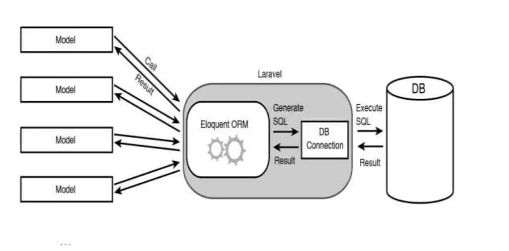 Model
Model
Model
Model
Call
Result
Laravel
Eloquent ORM
Generate
SQL
Result
DB
Connection
Execute
SQL
Result
DB